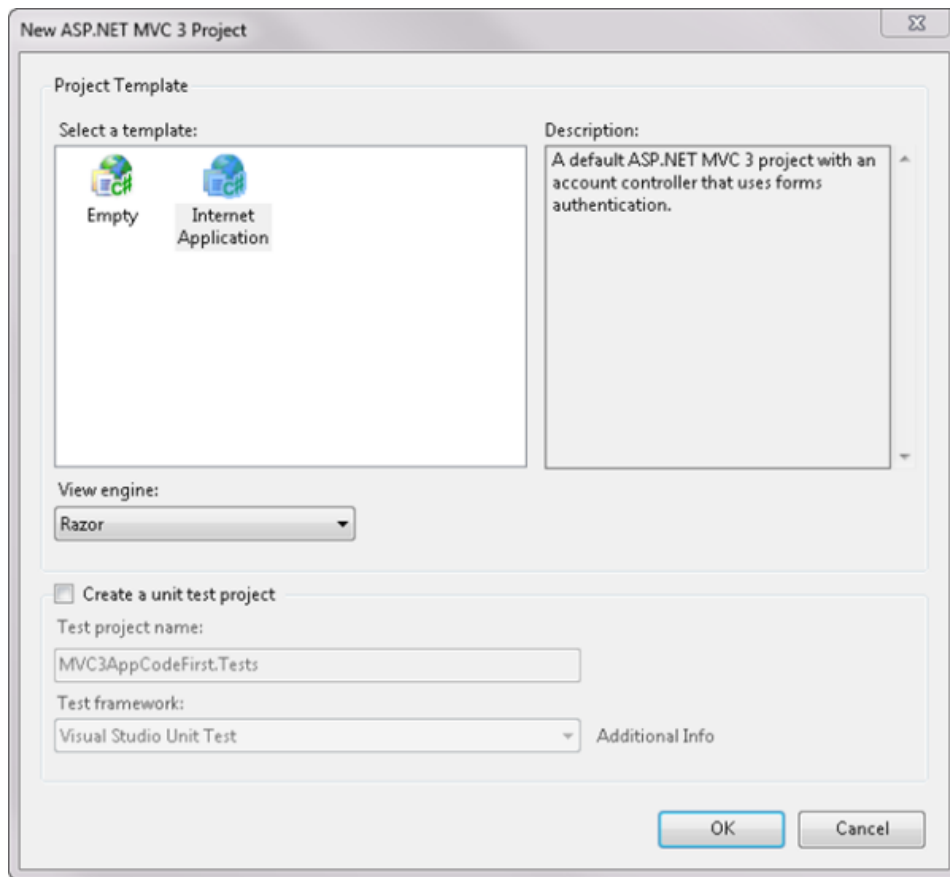 New ASP.NET MVC 3 Project
Project Template
Select a template:
Description:
C#
Empty
C#
Internet
Application
A default ASP.NET MVC 3 project with an
account controller that uses forms
authentication.
View engine:
Razor
Create a unit test project
Test project name:
MVC3AppCodeFirst.Tests
Test framework:
Visual Studio Unit Test
Additional Info
OK
Cancel